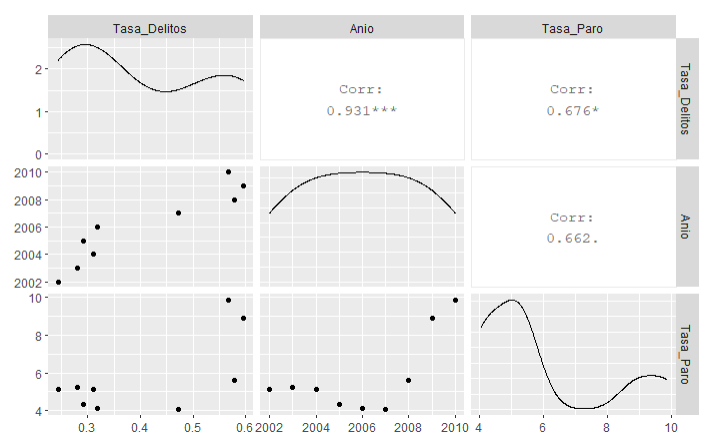 Tasa_Delitos Anio Tasa_Paro
2
1
0
Corr:
0.931***
Corr:
0.676*
Tasa_Delitos
2010
2008
2006
2004
2002
Corr:
0.662.
Anio
10
8
6
4
Tasa_Paro
0.3 0.4 0.5 0.6 2002 2004 2006 2008 2010 4 6 8 10